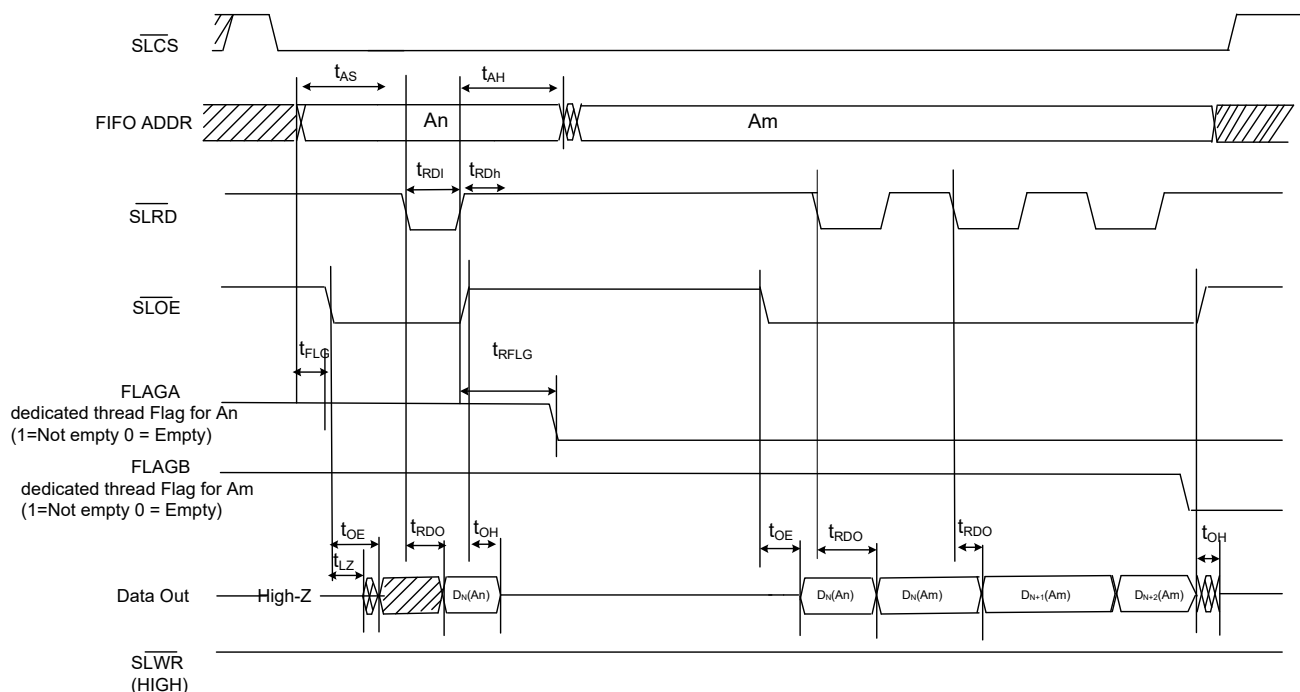 SLCS
tAS
tAH
FIFO ADDR
An
Am
tRDl
tRDh
SLRD
SLOE
tFLG
tRFLG
FLAGA
dedicated thread Flag for An
(1=Not empty 0 = Empty)
FLAGB
dedicated thread Flag for Am
(1=Not empty 0 = Empty)
tOE
tRDO
tOH
tOE
tRDO
tRDO
tOH
tLZ
Data Out
High-Z
DN(An)
DN(An)
DN(Am)
DN+1(Am)
DN+2(Am)
SLWR
(HIGH)